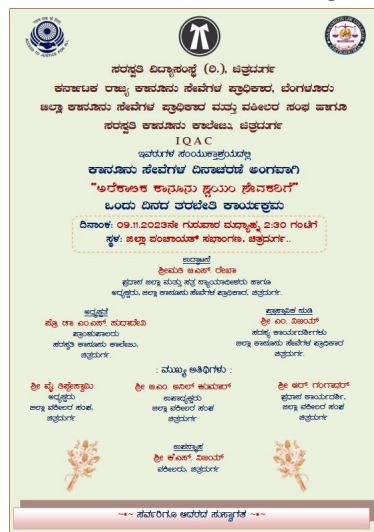 ಸರಸ್ವತಿ ವಿದ್ಯಾಸಂಸ್ಥೆ (ರಿ.), ಚಿತ್ರದುರ್ಗ
ಕರ್ನಾಟಕ ರಾಜ್ಯ ಕಾನೂನು ಸೇವೆಗಳ ಪ್ರಾಧಿಕಾರ, ಬೆಂಗಳೂರು
ಜಿಲ್ಲಾ ಕಾನೂನು ಸೇವೆಗಳ ಪ್ರಾಧಿಕಾರ ಮತ್ತು ವಕೀಲರ ಸಂಘ ಹಾಗೂ
ಸರಸ್ವತಿ ಕಾನೂನು ಕಾಲೇಜು, ಚಿತ್ರದುರ್ಗ
IQAC
ಇವರುಗಳ ಸಂಯುಕ್ತಾಶ್ರಯದಲ್ಲಿ
ಕಾನೂನು ಸೇವೆಗಳ ದಿನಾಚರಣೆ ಅಂಗವಾಗಿ
"ಅರೆಕಾಲಿಕ ಕಾನೂನು ಸ್ವಯಂ ಸೇವಕರಿಗೆ"
ಒಂದು ದಿನದ ತರಬೇತಿ ಕಾರ್ಯಕ್ರಮ
ದಿನಾಂಕ: 09.11.2023ನೇ ಗುರುವಾರ ಮಧ್ಯಾಹ್ನ 2:30 ಗಂಟೆಗೆ
ಸ್ಥಳ: ಜಿಲ್ಲಾ ಪಂಚಾಯತ್ ಸಭಾಂಗಣ, ಚಿತ್ರದುರ್ಗ..
ಉದ್ಘಾಟನೆ
ಶ್ರೀಮತಿ ಬಿ.ಎಸ್. ರೇಖಾ
ಪ್ರಧಾನ ಜಿಲ್ಲಾ ಮತ್ತು ಸತ್ರ ನ್ಯಾಯಾಧೀಶರು ಹಾಗೂ
ಅಧ್ಯಕ್ಷರು, ಜಿಲ್ಲಾ ಕಾನೂನು ಸೇವೆಗಳ ಪ್ರಾಧಿಕಾರ, ಚಿತ್ರದುರ್ಗ.
ಅಧ್ಯಕ್ಷತೆ
ಪ್ರೊ. ಡಾ. ಎಂ.ಎಸ್. ಸುಧಾದೇವಿ
ಪ್ರಾಂಶುಪಾಲರು
ಸರಸ್ವತಿ ಕಾನೂನು ಕಾಲೇಜು,
ಚಿತ್ರದುರ್ಗ.
ಪ್ರಾಸ್ತಾವಿಕ ನುಡಿ
ಶ್ರೀ ಎಂ. ವಿಜಯ್
ಸದಸ್ಯ ಕಾರ್ಯದರ್ಶಿಗಳು
ಜಿಲ್ಲಾ ಕಾನೂನು ಸೇವೆಗಳ ಪ್ರಾಧಿಕಾರ
ಚಿತ್ರದುರ್ಗ.
: ಮುಖ್ಯ ಅತಿಥಿಗಳು :
ಶ್ರೀ ವೈ. ತಿಪ್ಪೇಸ್ವಾಮಿ
ಅಧ್ಯಕ್ಷರು
ಜಿಲ್ಲಾ ವಕೀಲರ ಸಂಘ,
ಚಿತ್ರದುರ್ಗ
ಶ್ರೀ ಜಿ.ಎಂ. ಅನಿಲ್ ಕುಮಾರ್
ಉಪಾಧ್ಯಕ್ಷರು
ಜಿಲ್ಲಾ ವಕೀಲರ ಸಂಘ
ಚಿತ್ರದುರ್ಗ
ಶ್ರೀ ಆರ್. ಗಂಗಾಧರ್
ಪ್ರಧಾನ ಕಾರ್ಯದರ್ಶಿ,
ಜಿಲ್ಲಾ ವಕೀಲರ ಸಂಘ
ಚಿತ್ರದುರ್ಗ
ಉಪನ್ಯಾಸ
ಶ್ರೀ ಕೆ.ಎಸ್. ವಿಜಯ್
ವಕೀಲರು, ಚಿತ್ರದುರ್ಗ
ಸರ್ವರಿಗೂ ಆದರದ ಸುಸ್ವಾಗತ